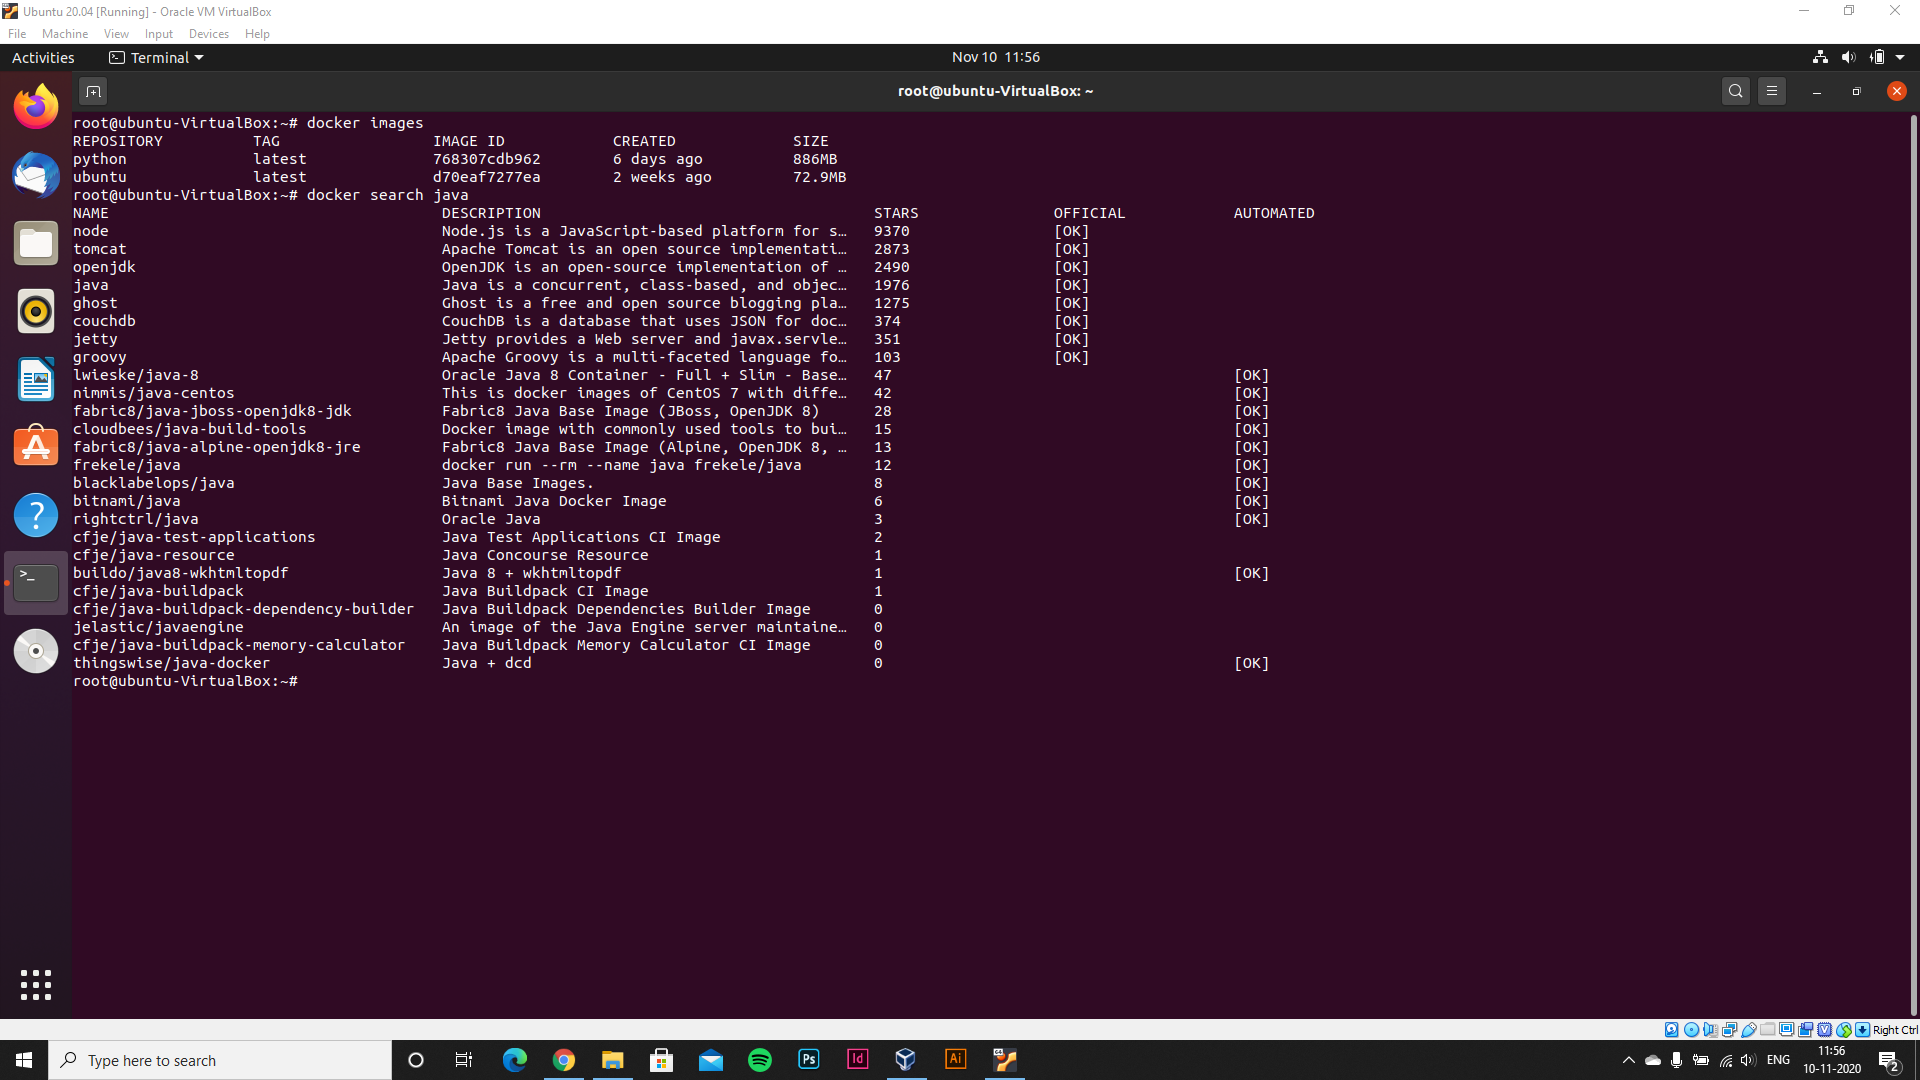 Ubuntu 20.04 [Running] - Oracle VM VirtualBox
File Machine View Input Devices Help
Activities Terminal Nov 10 11:56
root@ubuntu-VirtualBox: ~
root@ubuntu-VirtualBox:~# docker images
REPOSITORY TAG IMAGE ID CREATED SIZE
python latest 768307cdb962 6 days ago 886MB
ubuntu latest d70eaf7277ea 2 weeks ago 72.9MB
root@ubuntu-VirtualBox:~# docker search java
NAME DESCRIPTION STARS OFFICIAL AUTOMATED
node Node.js is a JavaScript-based platform for s… 9370 [OK]
tomcat Apache Tomcat is an open source implementati… 2873 [OK]
openjdk OpenJDK is an open-source implementation of … 2490 [OK]
java Java is a concurrent, class-based, and objec… 1976 [OK]
ghost Ghost is a free and open source blogging pla… 1275 [OK]
couchdb CouchDB is a database that uses JSON for doc… 374 [OK]
jetty Jetty provides a Web server and javax.servle… 351 [OK]
groovy Apache Groovy is a multi-faceted language fo… 103 [OK]
lwieske/java-8 Oracle Java 8 Container - Full + Slim - Base… 47 [OK]
nimmis/java-centos This is docker images of CentOS 7 with diffe… 42 [OK]
fabric8/java-jboss-openjdk8-jdk Fabric8 Java Base Image (JBoss, OpenJDK 8) 28 [OK]
cloudbees/java-build-tools Docker image with commonly used tools to bui… 15 [OK]
fabric8/java-alpine-openjdk8-jre Fabric8 Java Base Image (Alpine, OpenJDK 8, … 13 [OK]
frekele/java docker run --rm --name java frekele/java 12 [OK]
blacklabelops/java Java Base Images. 8 [OK]
bitnami/java Bitnami Java Docker Image 6 [OK]
rightctrl/java Oracle Java 3 [OK]
cfje/java-test-applications Java Test Applications CI Image 2
cfje/java-resource Java Concourse Resource 1
buildo/java8-wkhtmltopdf Java 8 + wkhtmltopdf 1 [OK]
cfje/java-buildpack Java Buildpack CI Image 1
cfje/java-buildpack-dependency-builder Java Buildpack Dependencies Builder Image 0
jelastic/javaengine An image of the Java Engine server maintaine… 0
cfje/java-buildpack-memory-calculator Java Buildpack Memory Calculator CI Image 0
thingswise/java-docker Java + dcd 0 [OK]
root@ubuntu-VirtualBox:~#
Right Ctrl
Type here to search
Ps Id Ai
ENG 11:56
10-11-2020
2